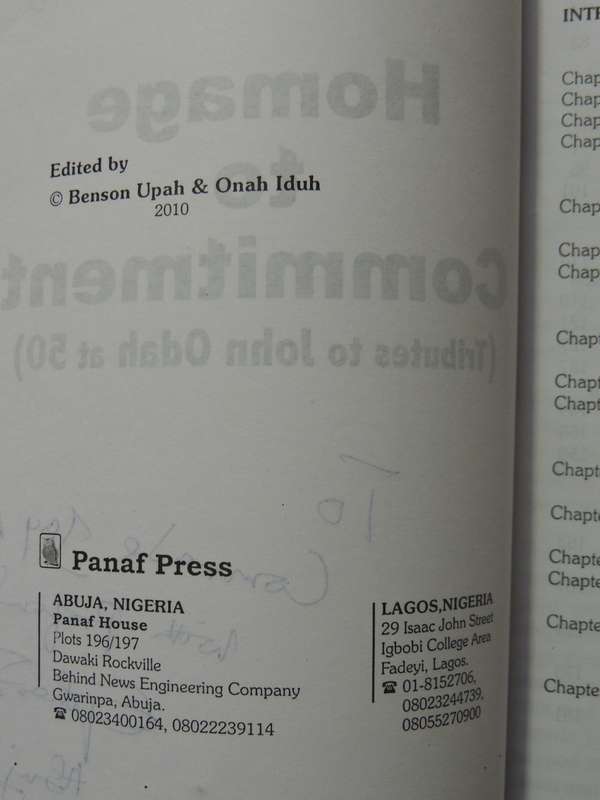 Homage
to
Commitment
(Tributes to John Odah at 50)
Edited by
© Benson Upah & Onah Iduh
2010
To
Panaf Press
ABUJA, NIGERIA
Panaf House
Plots 196/197
Dawaki Rockville
Behind News Engineering Company
Gwarinpa, Abuja.
☎ 08023400164, 08022239114
LAGOS,NIGERIA
29 Isaac John Street
Igbobi College Area
Fadeyi, Lagos.
☎ 01-8152706,
08023244739,
08055270900
INTR
Chap
Chap
Chap
Chap
Chap
Chap
Chap
Chapt
Chapt
Chapt
Chapt
Chapte
Chapte
Chapte
Chapte
Chapte